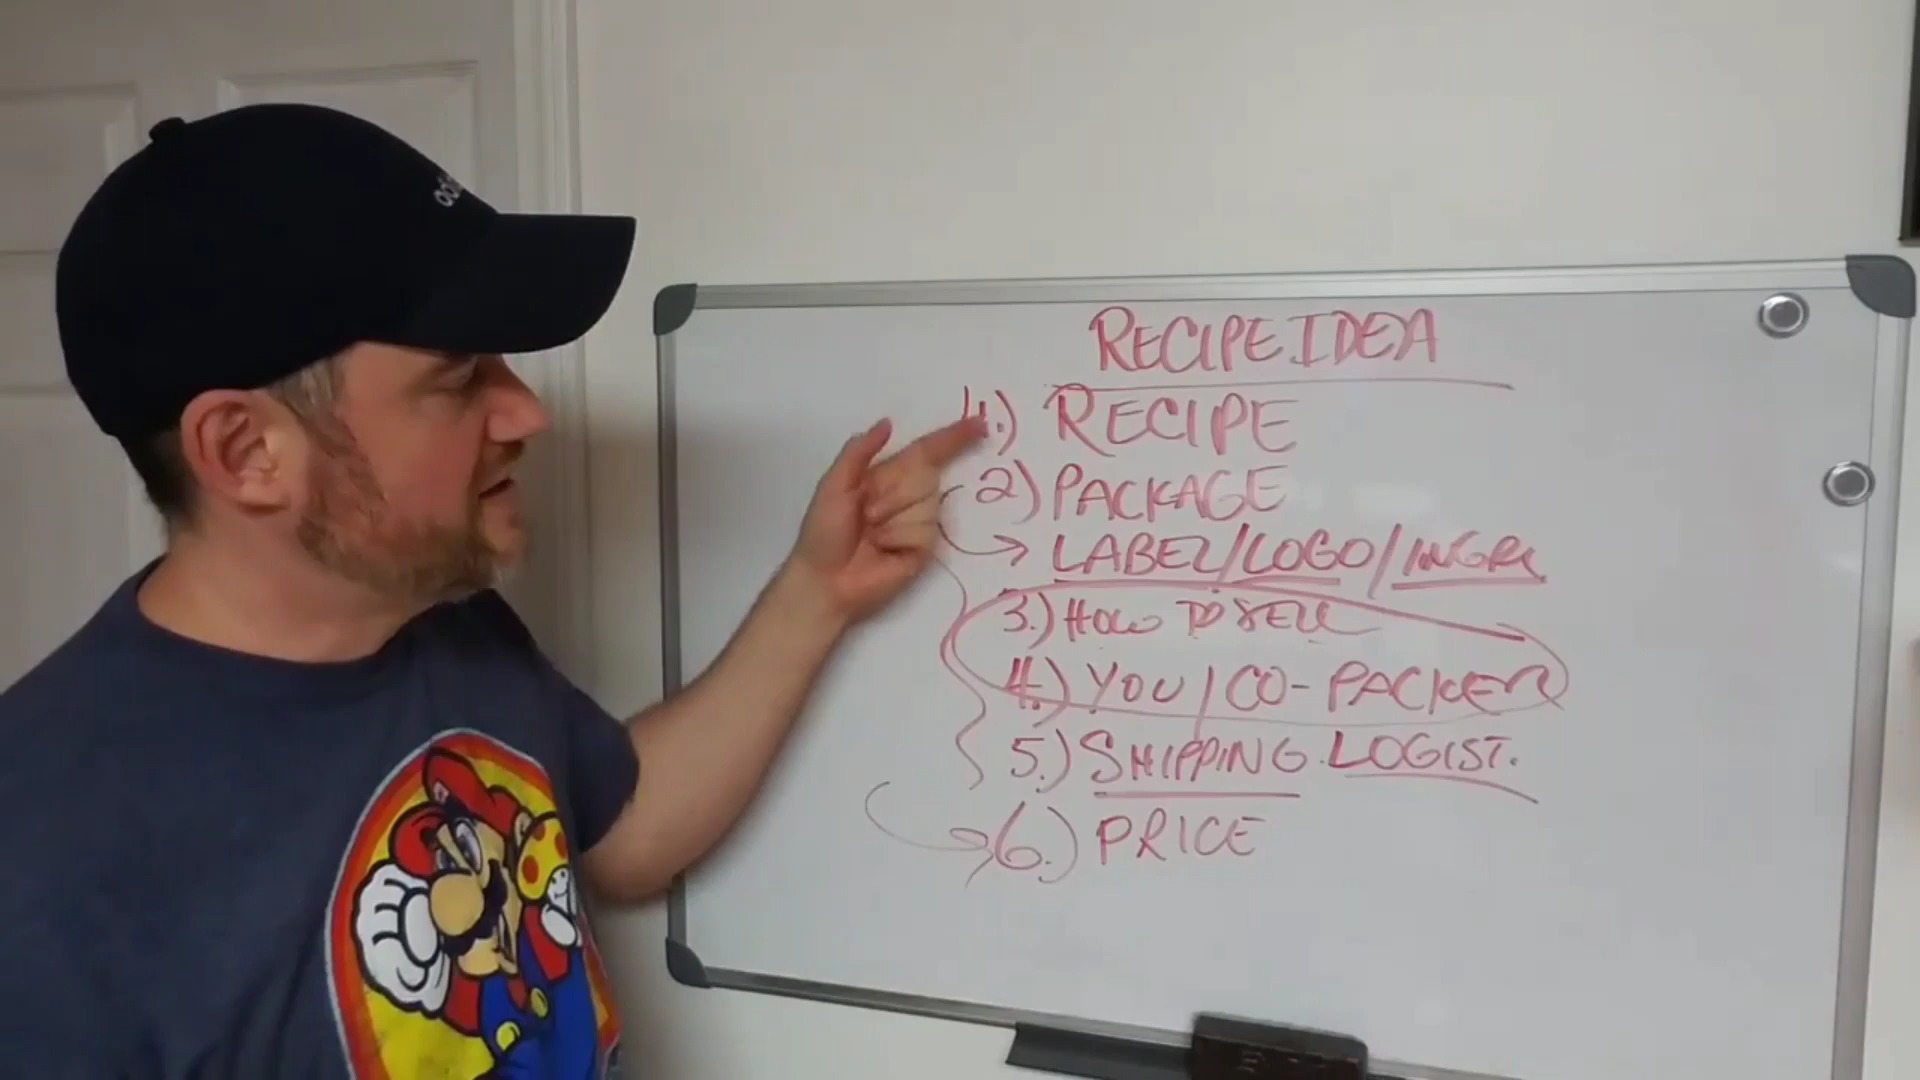 RECIPE IDEA
1.) RECIPE
2) PACKAGE
→ LABEL/LOGO/INGR
3.) HOW TO SELL
4.) YOU/CO-PACKER
5.) SHIPPING LOGIST.
6.) PRICE